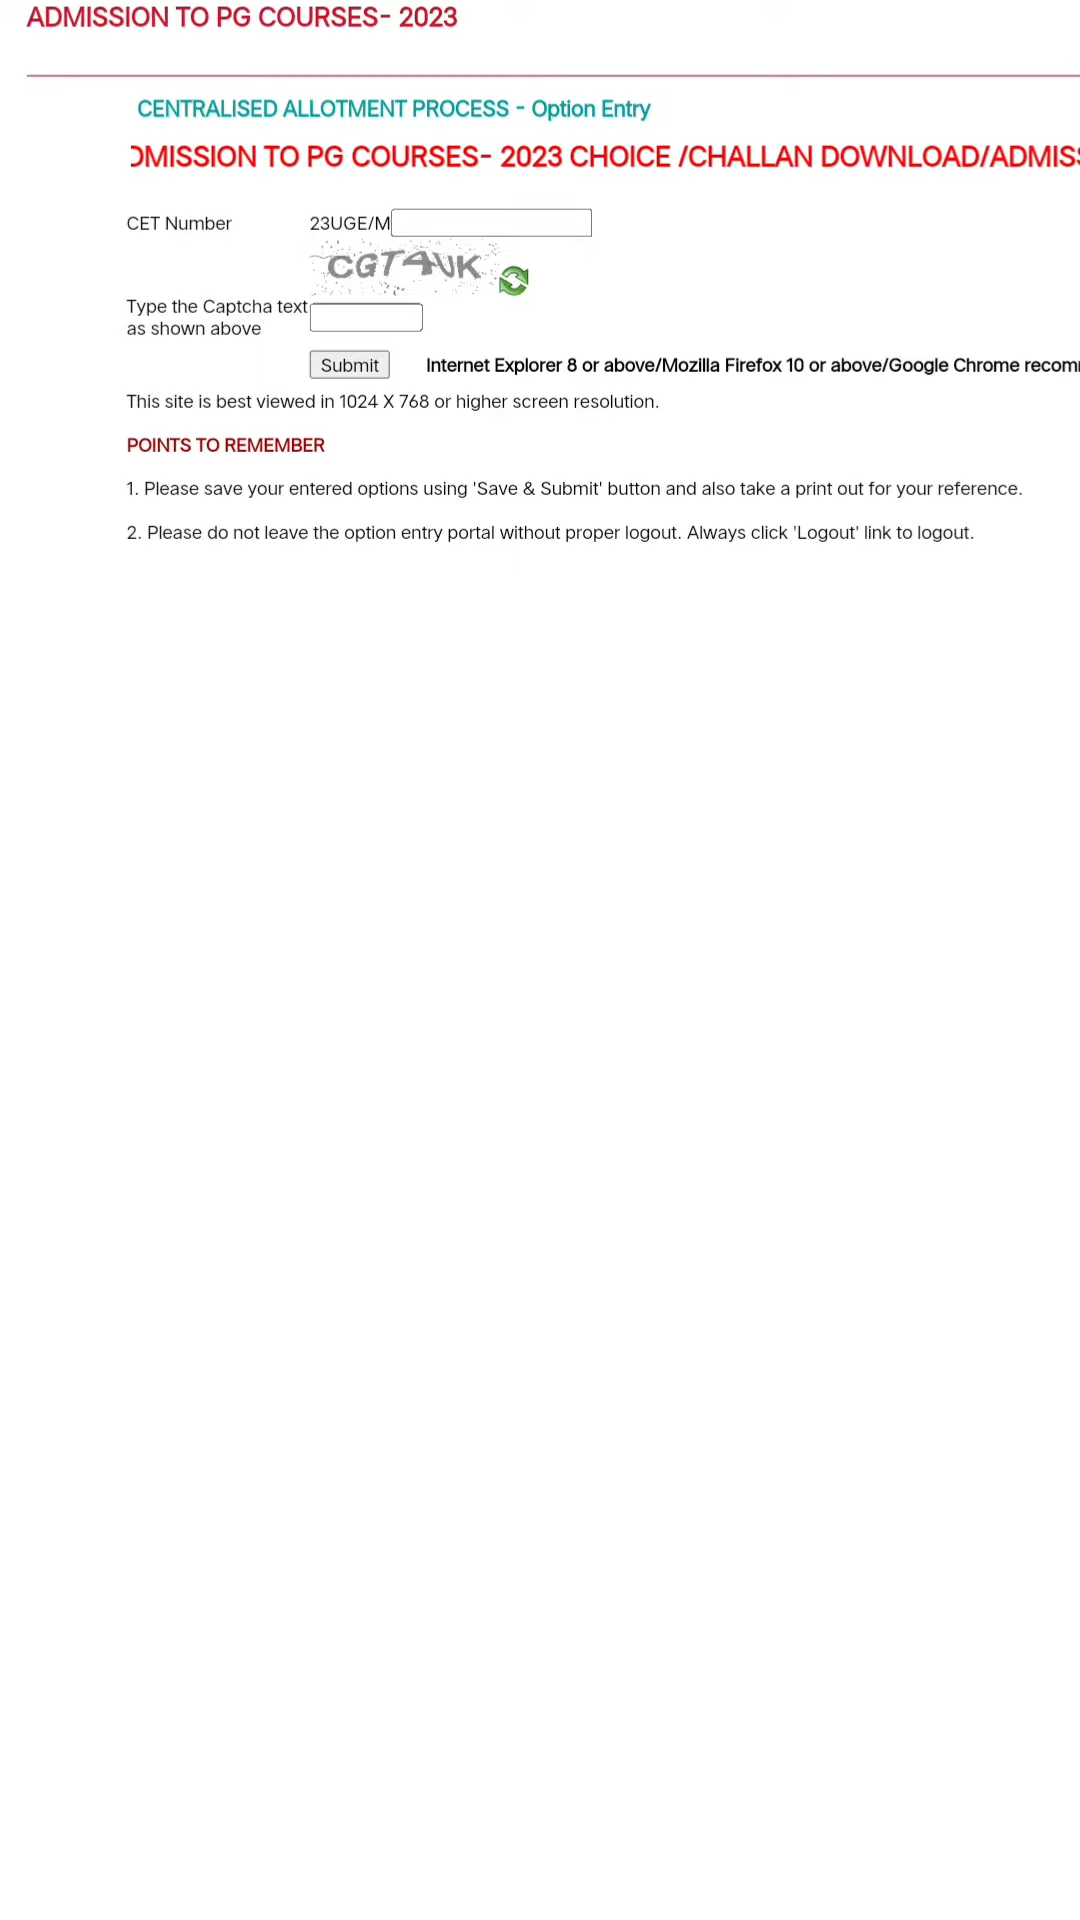 ADMISSION TO PG COURSES- 2023
CENTRALISED ALLOTMENT PROCESS - Option Entry
DMISSION TO PG COURSES- 2023 CHOICE /CHALLAN DOWNLOAD/ADMISS
CET Number 23UGE/M
CGT4VK
Type the Captcha text
as shown above
Submit Internet Explorer 8 or above/Mozilla Firefox 10 or above/Google Chrome recom
This site is best viewed in 1024 X 768 or higher screen resolution.
POINTS TO REMEMBER
1. Please save your entered options using 'Save & Submit' button and also take a print out for your reference.
2. Please do not leave the option entry portal without proper logout. Always click 'Logout' link to logout.